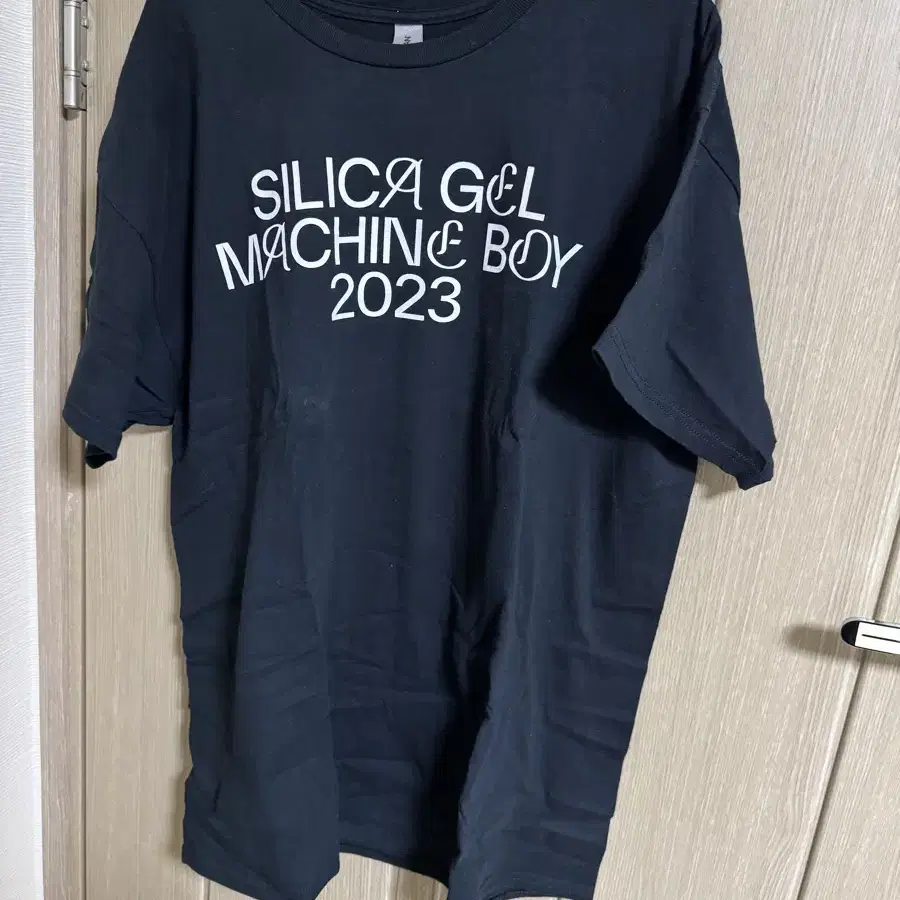 SILICA GEL
MACHINE BOY
2023